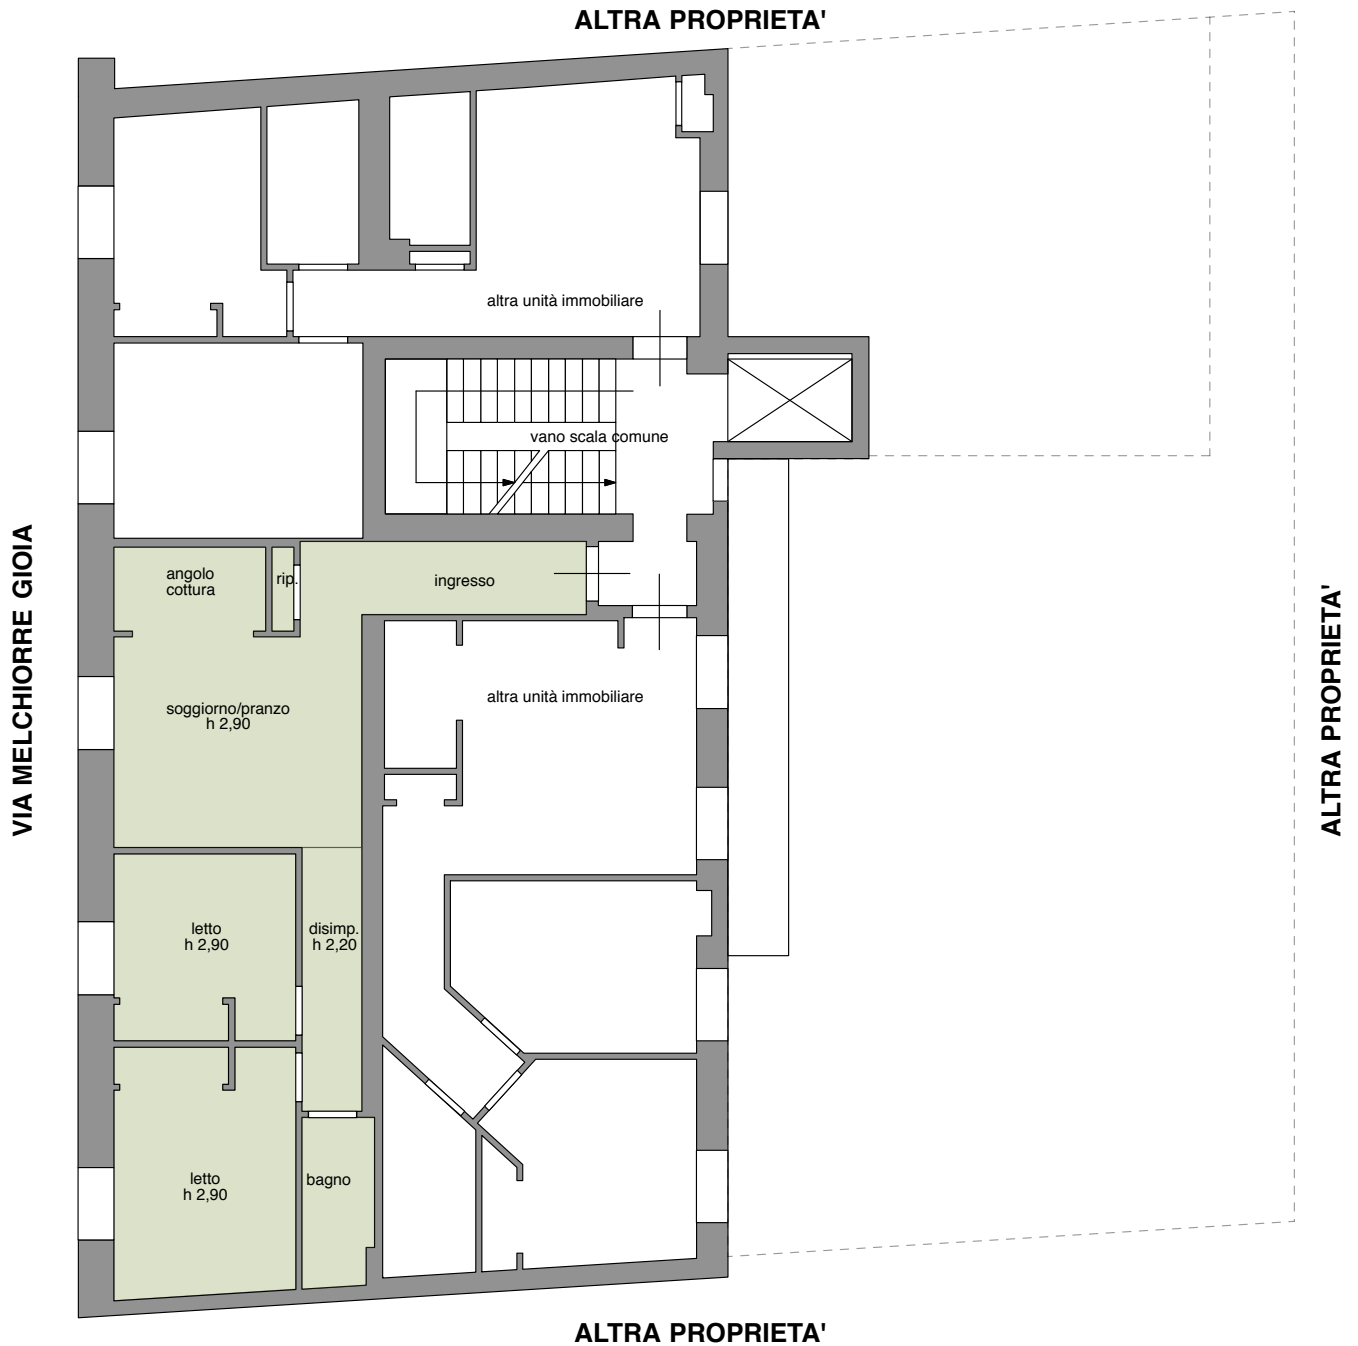 ALTRA PROPRIETA'
altra unità immobiliare
vano scala comune
VIA MELCHIORRE GIOIA
angolo
cottura
rip.
ingresso
soggiorno/pranzo
h 2,90
altra unità immobiliare
ALTRA PROPRIETA'
letto
h 2,90
disimp.
h 2,20
letto
h 2,90
bagno
ALTRA PROPRIETA'